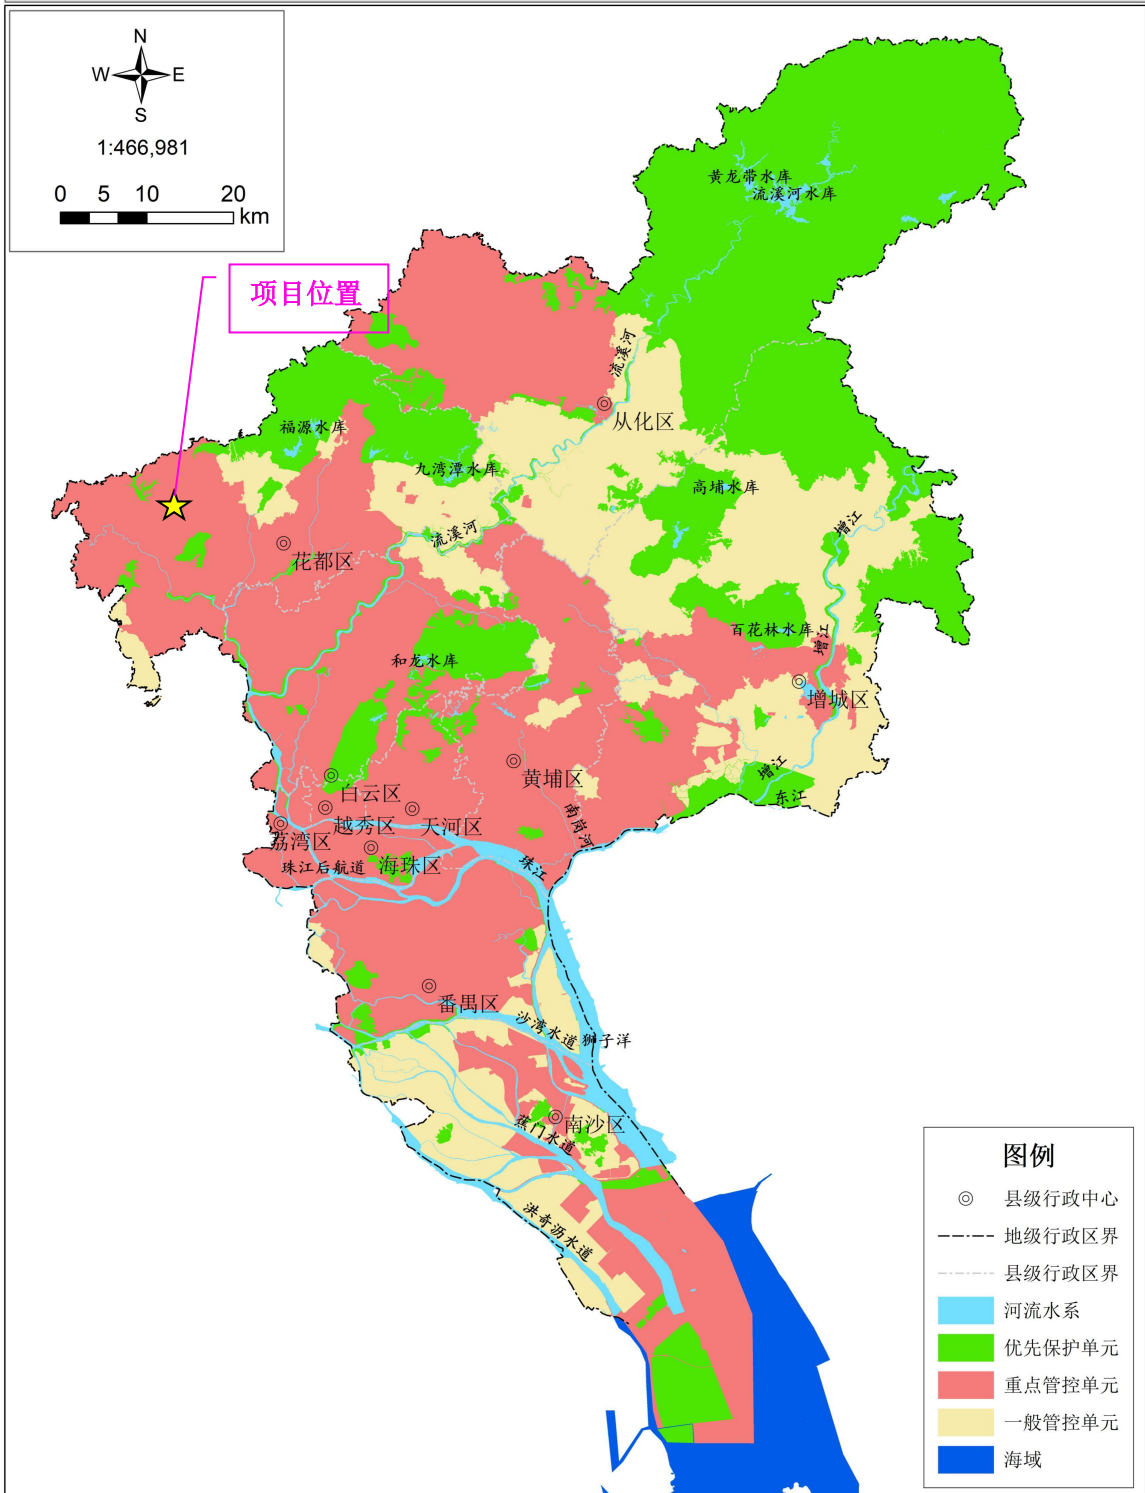 N
W E
S
1:466,981
0 5 10 20
km
项目位置
黄龙带水库
流溪河水库
流溪河
从化区
福源水库
九湾潭水库
高埔水库
流溪河
增江
花都区
百花林水库
增江
和龙水库
增城区
黄埔区
增江
白云区
东江
越秀区
天河区
南岗河
荔湾区
珠江后航道
海珠区
珠江
番禺区
沙湾水道
狮子洋
南沙区
蕉门水道
洪奇沥水道
图例
县级行政中心
地级行政区界
县级行政区界
河流水系
优先保护单元
重点管控单元
一般管控单元
海域